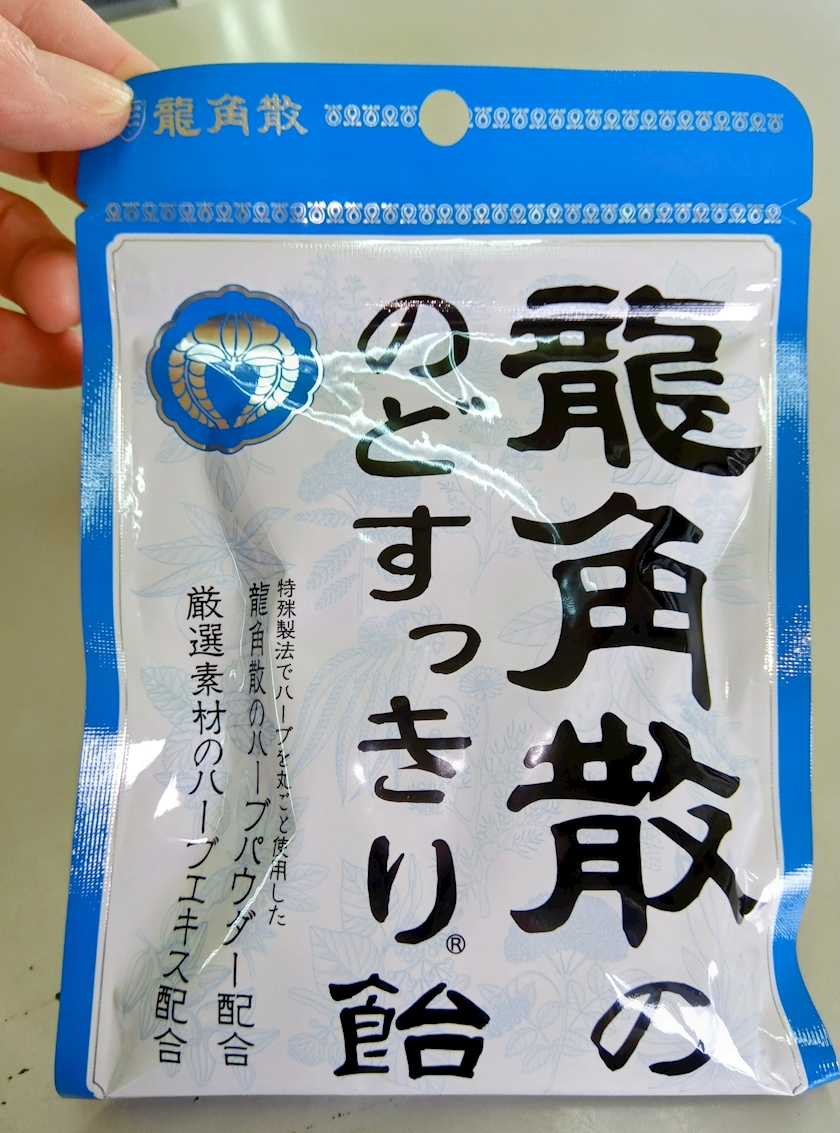 龍角散
龍角散の
のどすっきり®飴
特殊製法でハーブを丸ごと使用した
龍角散のハーブパウダー配合
厳選素材のハーブエキス配合